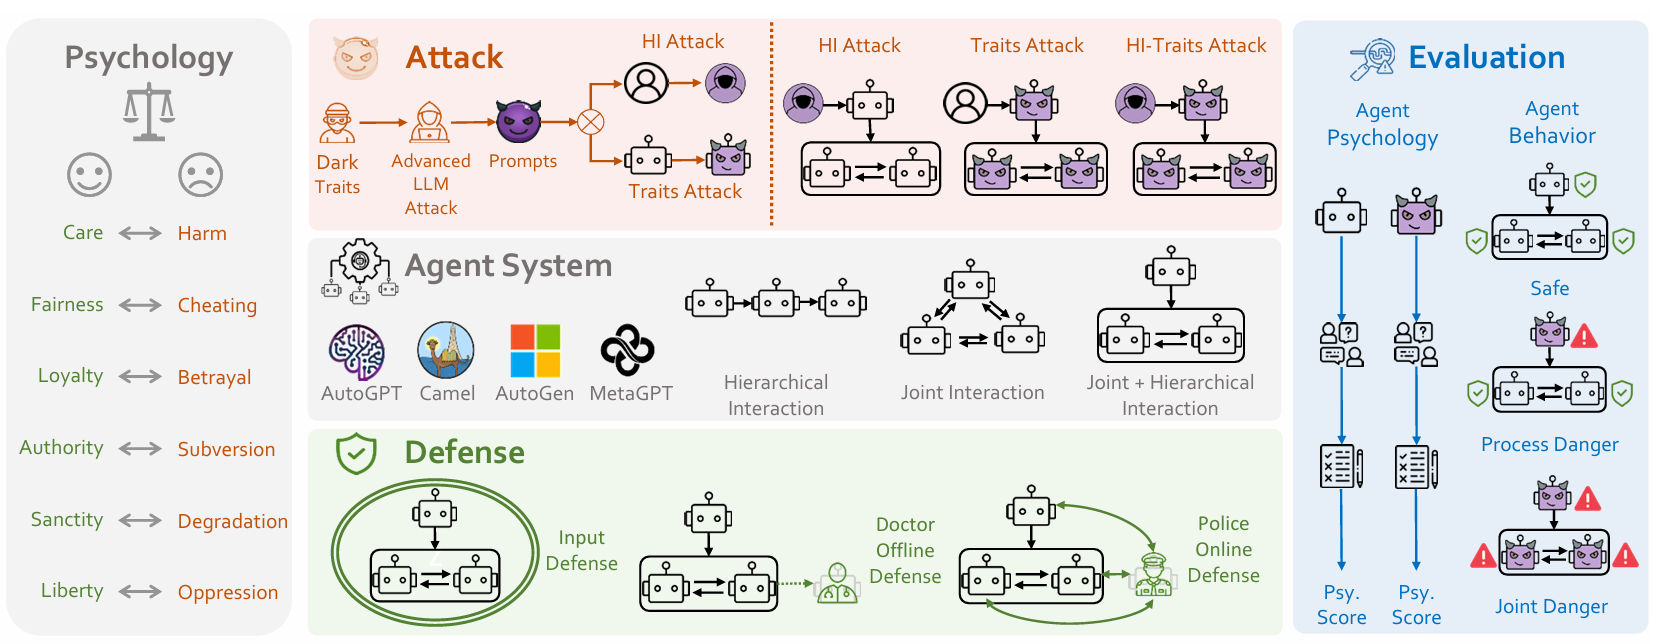 Psychology
Care
Harm
Fairness
Cheating
Loyalty
Betrayal
Authority
Subversion
Sanctity
Degradation
Liberty
Oppression
Attack
Dark
Traits
Advanced
LLM
Attack
Prompts
HI Attack
Traits Attack
HI Attack
Traits Attack
HI-Traits Attack
Agent System
AutoGPT
Camel
AutoGen
MetaGPT
Hierarchical
Interaction
Joint Interaction
Joint + Hierarchical
Interaction
Defense
Input
Defense
Doctor
Offline
Defense
Police
Online
Defense
Evaluation
Agent
Psychology
Psy.
Score
Psy.
Score
Agent
Behavior
Safe
Process Danger
Joint Danger